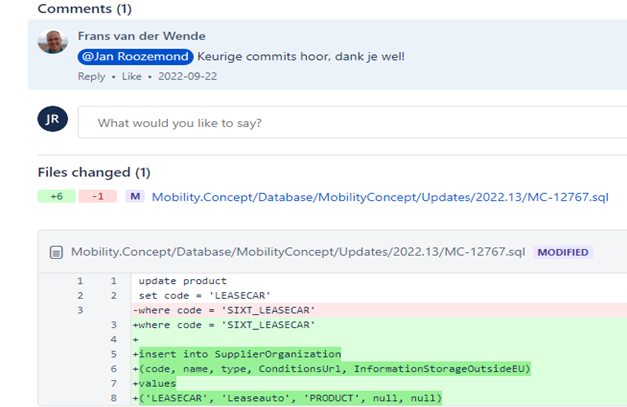 Comments (1)
Frans van der Wende
@Jan Roozemond Keurige commits hoor, dank je wel!
Reply • Like • 2022-09-22
JR What would you like to say?
Files changed (1)
+6 -1 M Mobility.Concept/Database/MobilityConcept/Updates/2022.13/MC-12767.sql
Mobility.Concept/Database/MobilityConcept/Updates/2022.13/MC-12767.sql MODIFIED
1 1 update product
2 2 set code = 'LEASECAR'
3 -where code = 'SIXT_LEASECAR'
3 +where code = 'SIXT_LEASECAR'
4 +
5 +insert into SupplierOrganization
6 +(code, name, type, ConditionsUrl, InformationStorageOutsideEU)
7 +values
8 +('LEASECAR', 'Leaseauto', 'PRODUCT', null, null)